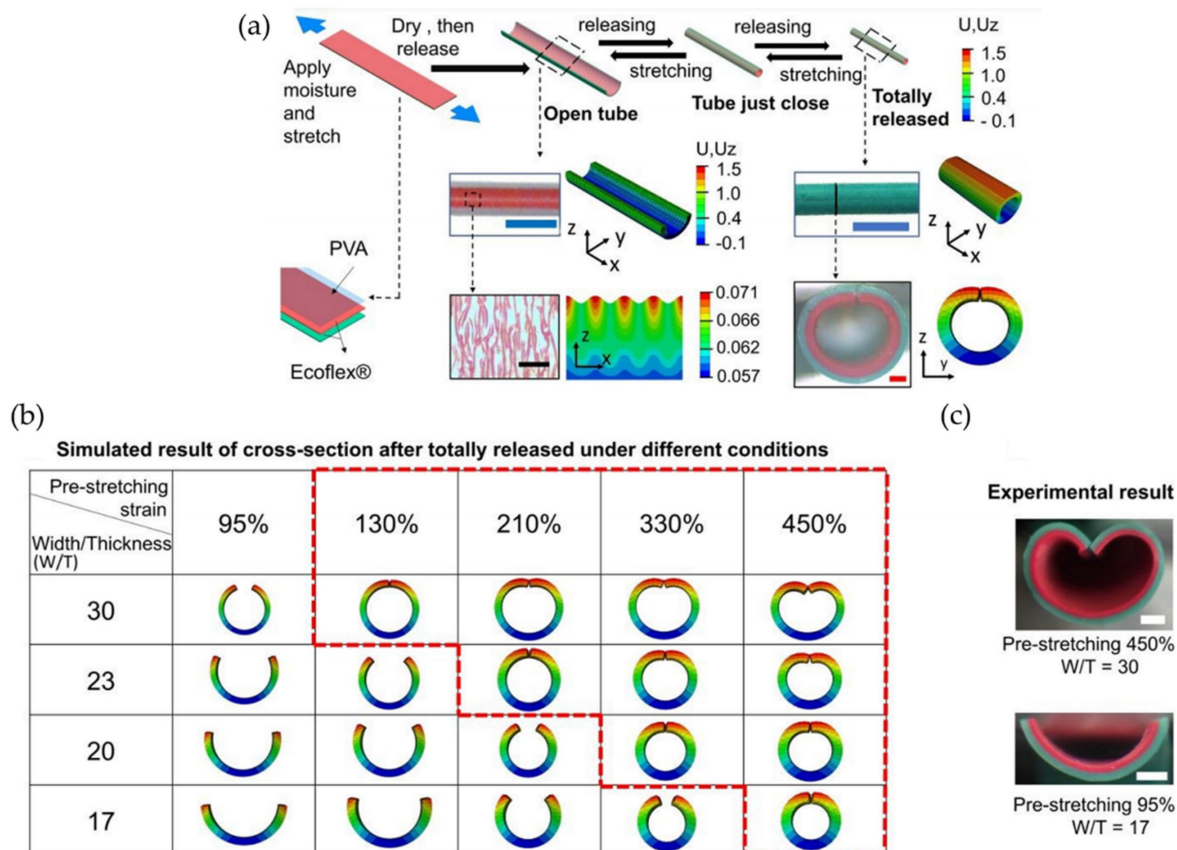 (a)
Apply
moisture
and
stretch
Dry , then
release
releasing
stretching
releasing
stretching
Open tube
Tube just close
Totally
released
U,Uz
1.5
1.0
0.4
- 0.1
U,Uz
1.5
1.0
0.4
-0.1
z
y
x
z
y
x
PVA
Ecoflex®
z
x
0.071
0.066
0.062
0.057
z
y
(b)
Simulated result of cross-section after totally released under different conditions
Pre-stretching
strain
Width/Thickness
(W/T)
95%
130%
210%
330%
450%
30
23
20
17
(c)
Experimental result
Pre-stretching 450%
W/T = 30
Pre-stretching 95%
W/T = 17